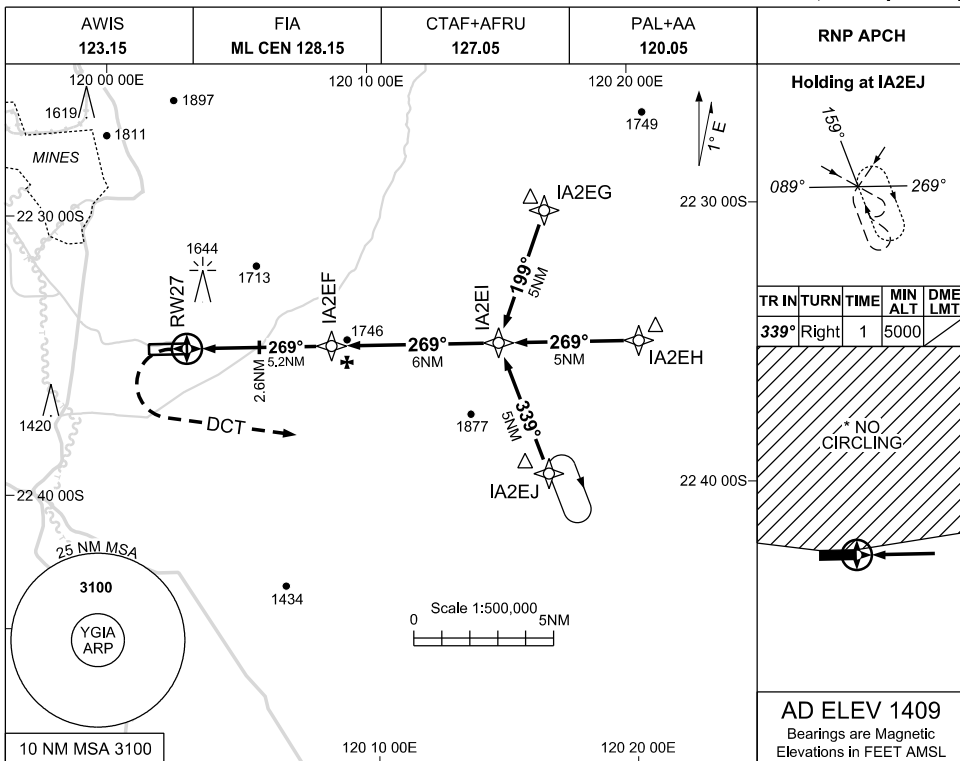 AWIS
123.15
FIA
ML CEN 128.15
CTAF+AFRU
127.05
PAL+AA
120.05
RNP APCH
120 00 00E
120 10 00E
120 20 00E
1619
1897
1811
MINES
1749
1° E
Holding at IA2EJ
159°
089°
269°
22 30 00S
22 30 00S
IA2EG
199°
5NM
1644
1713
RW27
IA2EF
1746
IA2EI
269°
5.2NM
2.6NM
269°
6NM
269°
5NM
IA2EH
TR IN
TURN
TIME
MIN ALT
DME LMT
339°
Right
1
5000
1420
DCT
1877
339°
5NM
IA2EJ
* NO
CIRCLING
22 40 00S
22 40 00S
25 NM MSA
3100
YGIA
ARP
1434
Scale 1:500,000
0
5NM
10 NM MSA 3100
120 10 00E
120 20 00E
AD ELEV 1409
Bearings are Magnetic
Elevations in FEET AMSL